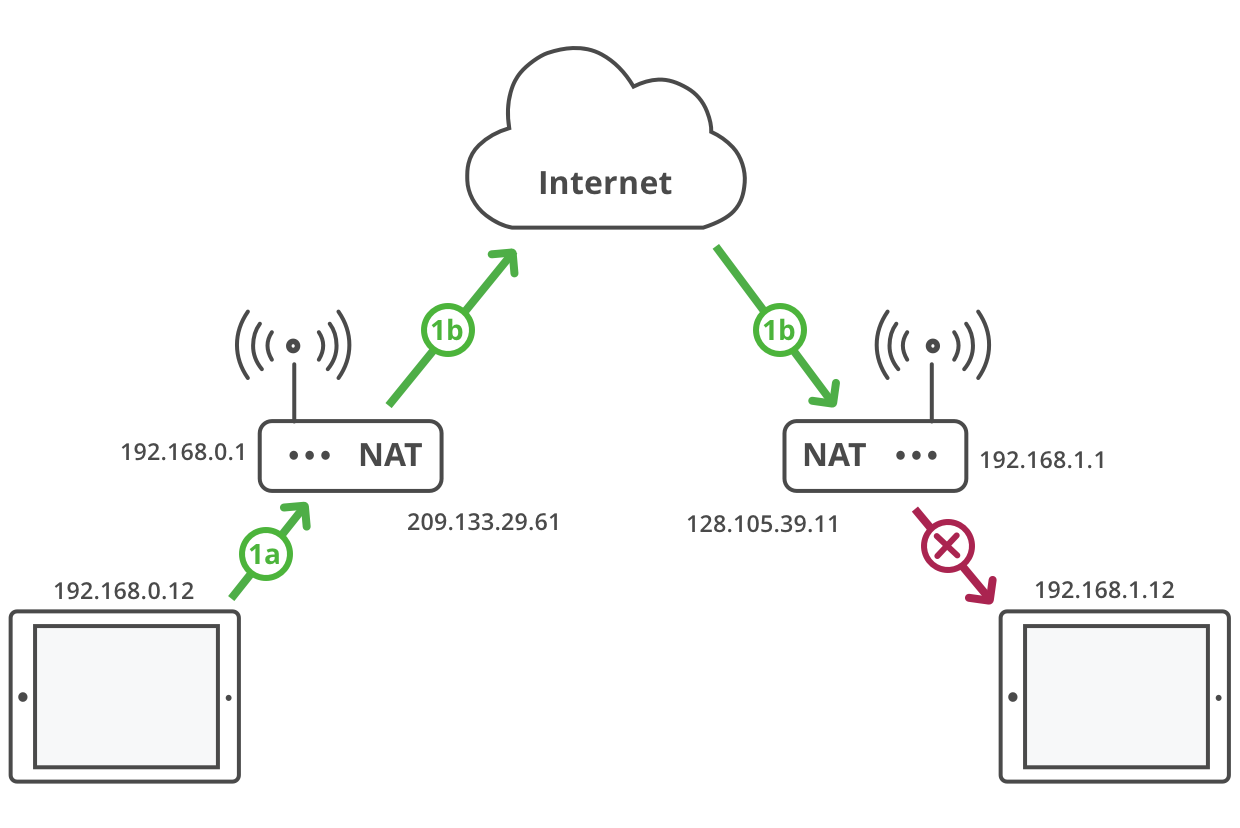 Internet
1b
1b
192.168.0.1
NAT
NAT
192.168.1.1
209.133.29.61
128.105.39.11
1a
192.168.0.12
192.168.1.12